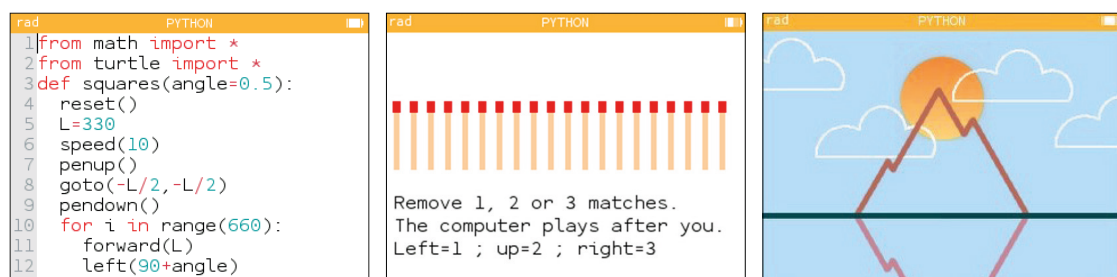 rad PYTHON
1 from math import *
2 from turtle import *
3 def squares(angle=0.5):
4 reset()
5 L=330
6 speed(10)
7 penup()
8 goto(-L/2,-L/2)
9 pendown()
10 for i in range(660):
11 forward(L)
12 left(90+angle)
rad PYTHON
Remove 1, 2 or 3 matches.
The computer plays after you.
Left=1 ; up=2 ; right=3
rad PYTHON